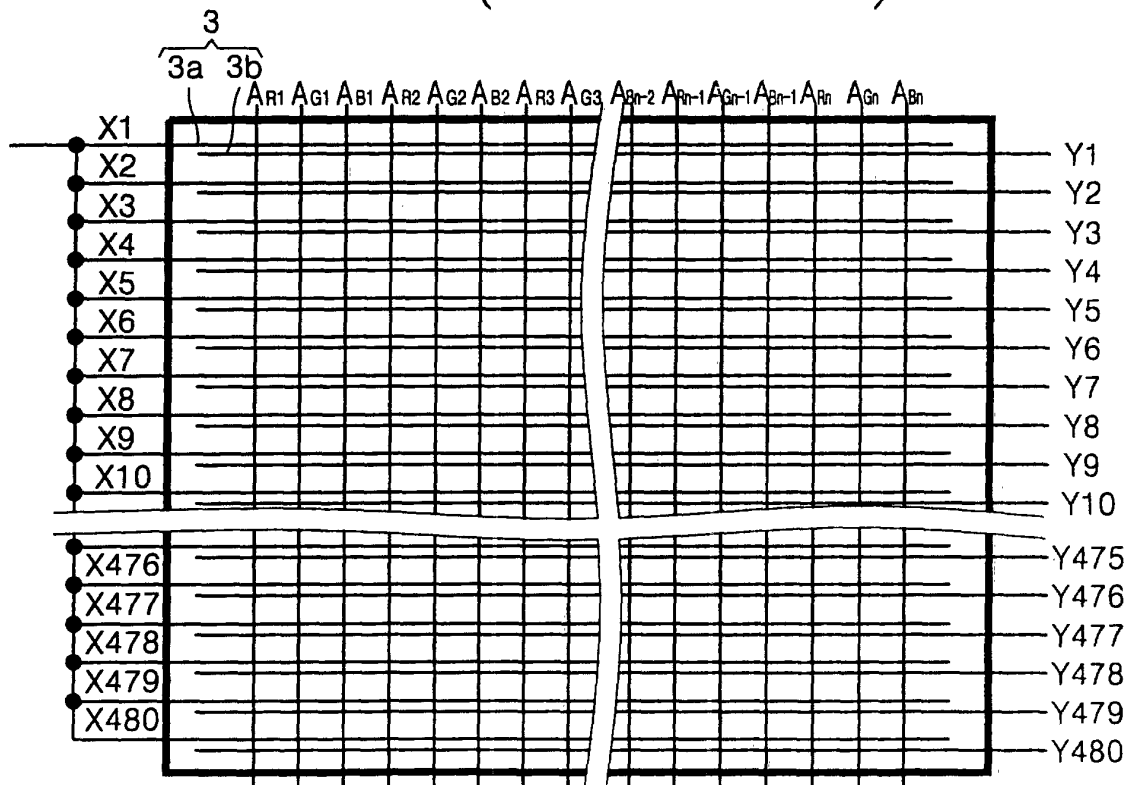 3
3a 3b
AR1 AG1 AB1 AR2 AG2 AB2 AR3 AG3 ABn-2 ARn-1 AGn-1 ABn-1 ARn AGn ABn
X1
Y1
X2
Y2
X3
Y3
X4
Y4
X5
Y5
X6
Y6
X7
Y7
X8
Y8
X9
Y9
X10
Y10
X476
Y475
X477
Y476
X478
Y477
X479
Y478
X480
Y479
Y480